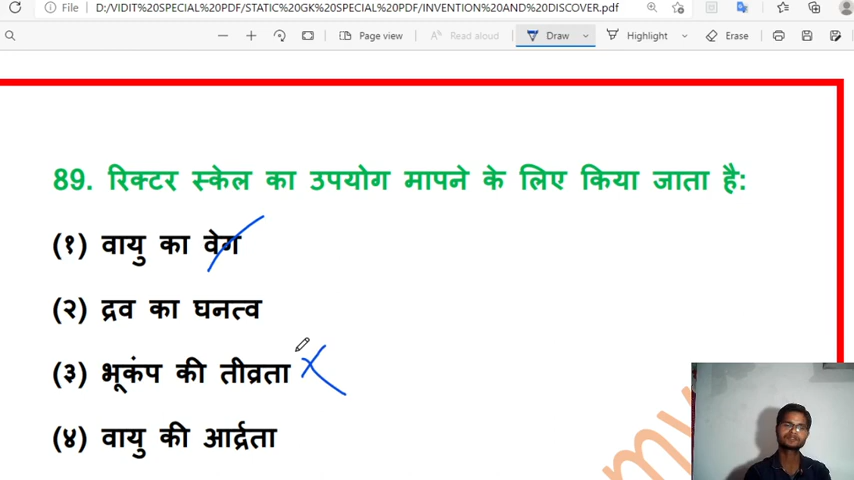 File
D:/VIDIT%20SPECIAL%20PDF/STATIC%20GK%20SPECIAL%20PDF/INVENTION%20AND%20DISCOVER.pdf
Page view
Read aloud
Draw
Highlight
Erase
89. रिक्टर स्केल का उपयोग मापने के लिए किया जाता है:
(१) वायु का वेग
(२) द्रव का घनत्व
(३) भूकंप की तीव्रता
(४) वायु की आर्द्रता
my